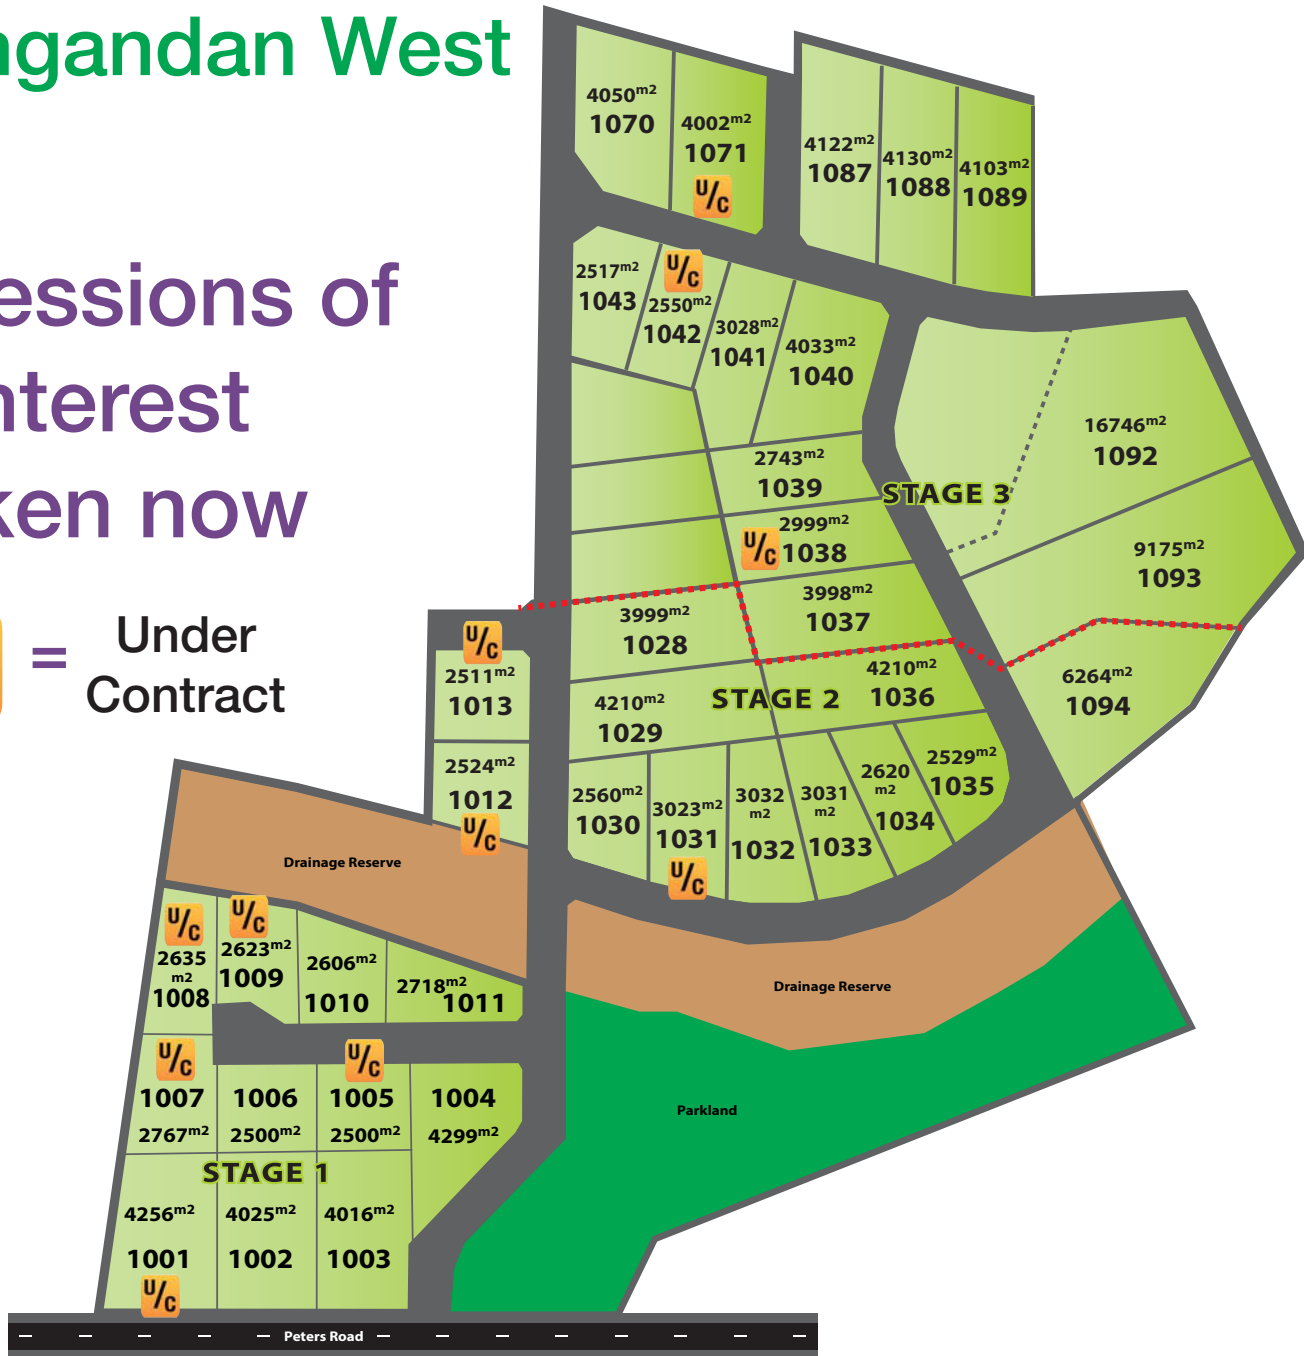 ngandan West
essions of
nterest
ken now
= Under
Contract
4050m2
1070
4002m2
1071
U/C
4122m2
1087
4130m2
1088
4103m2
1089
2517m2
1043
U/C
2550m2
1042
3028m2
1041
4033m2
1040
2743m2
1039
2999m2
U/C 1038
STAGE 3
16746m2
1092
9175m2
1093
3998m2
1037
3999m2
1028
4210m2
1036
6264m2
1094
STAGE 2
4210m2
1029
U/C
2511m2
1013
2524m2
1012
U/C
2560m2
1030
3023m2
1031
U/C
3032
m2
1032
3031
m2
1033
2620
m2
1034
2529m2
1035
Drainage Reserve
U/C
2635
m2
1008
U/C
2623m2
1009
2606m2
1010
2718m2
1011
Drainage Reserve
U/C
1007
2767m2
1006
2500m2
U/C
1005
2500m2
1004
4299m2
Parkland
STAGE 1
4256m2
1001
U/C
4025m2
1002
4016m2
1003
Peters Road